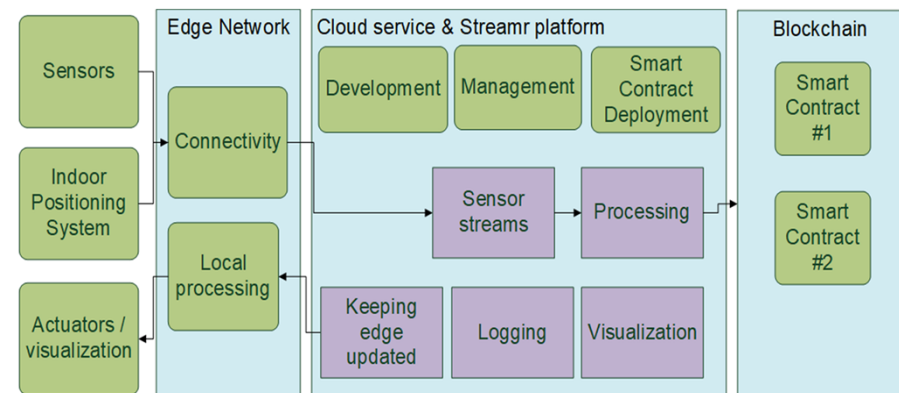 Sensors
Indoor
Positioning
System
Actuators /
visualization
Edge Network
Connectivity
Local
processing
Cloud service & Streamr platform
Development
Management
Smart
Contract
Deployment
Sensor
streams
Processing
Keeping
edge
updated
Logging
Visualization
Blockchain
Smart
Contract
#1
Smart
Contract
#2